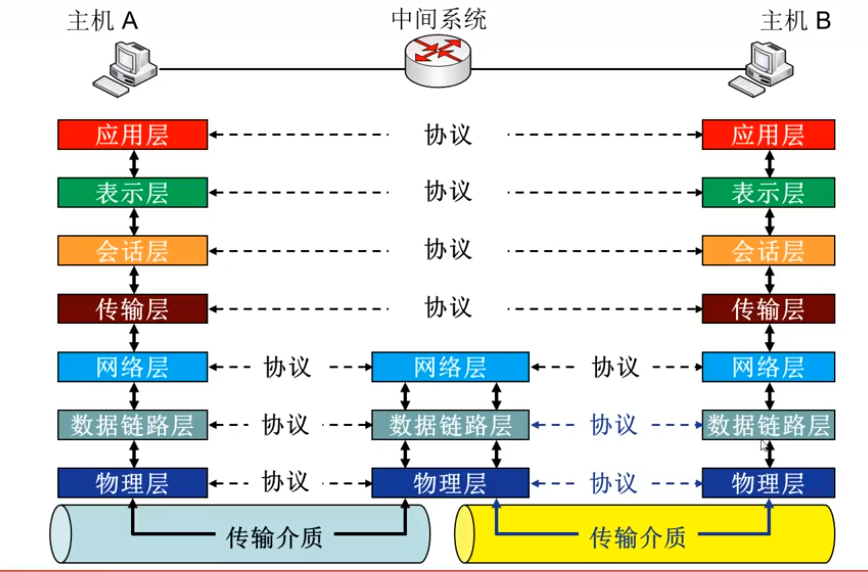 主机 A
中间系统
主机 B
应用层
协议
应用层
表示层
协议
表示层
会话层
协议
会话层
传输层
协议
传输层
网络层
协议
网络层
协议
网络层
数据链路层
协议
数据链路层
协议
数据链路层
物理层
协议
物理层
协议
物理层
传输介质
传输介质